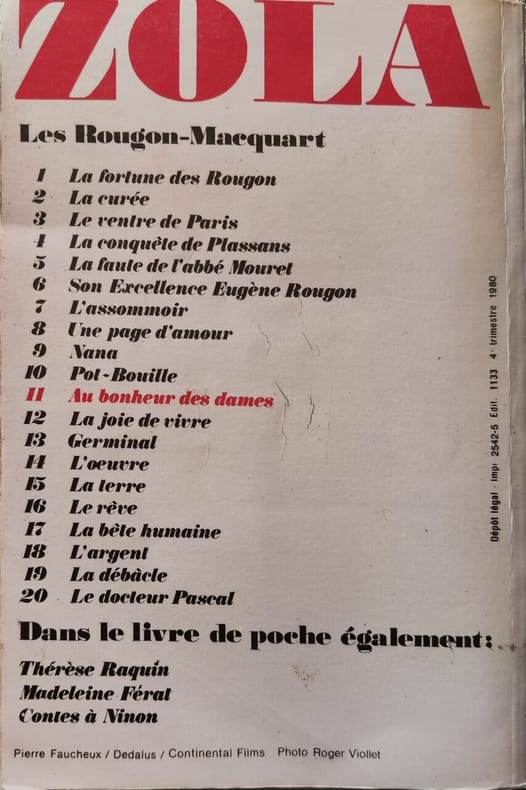 ZOLA
Les Rougon-Macquart
1 La fortune des Rougon
2 La curée
3 Le ventre de Paris
4 La conquête de Plassans
5 La faute de l'abbé Mouret
6 Son Excellence Eugène Rougon
7 L'assommoir
8 Une page d'amour
9 Nana
10 Pot-Bouille
11 Au bonheur des dames
12 La joie de vivre
13 Germinal
14 L'oeuvre
15 La terre
16 Le rêve
17 La bête humaine
18 L'argent
19 La débâcle
20 Le docteur Pascal
Dans le livre de poche également:
Thérèse Raquin
Madeleine Férat
Contes à Ninon
Pierre Faucheux / Dedalus / Continental Films Photo Roger Viollet
Dépôt légal - Impr 2542-5 Edit. 1133 4e trimestre 1980